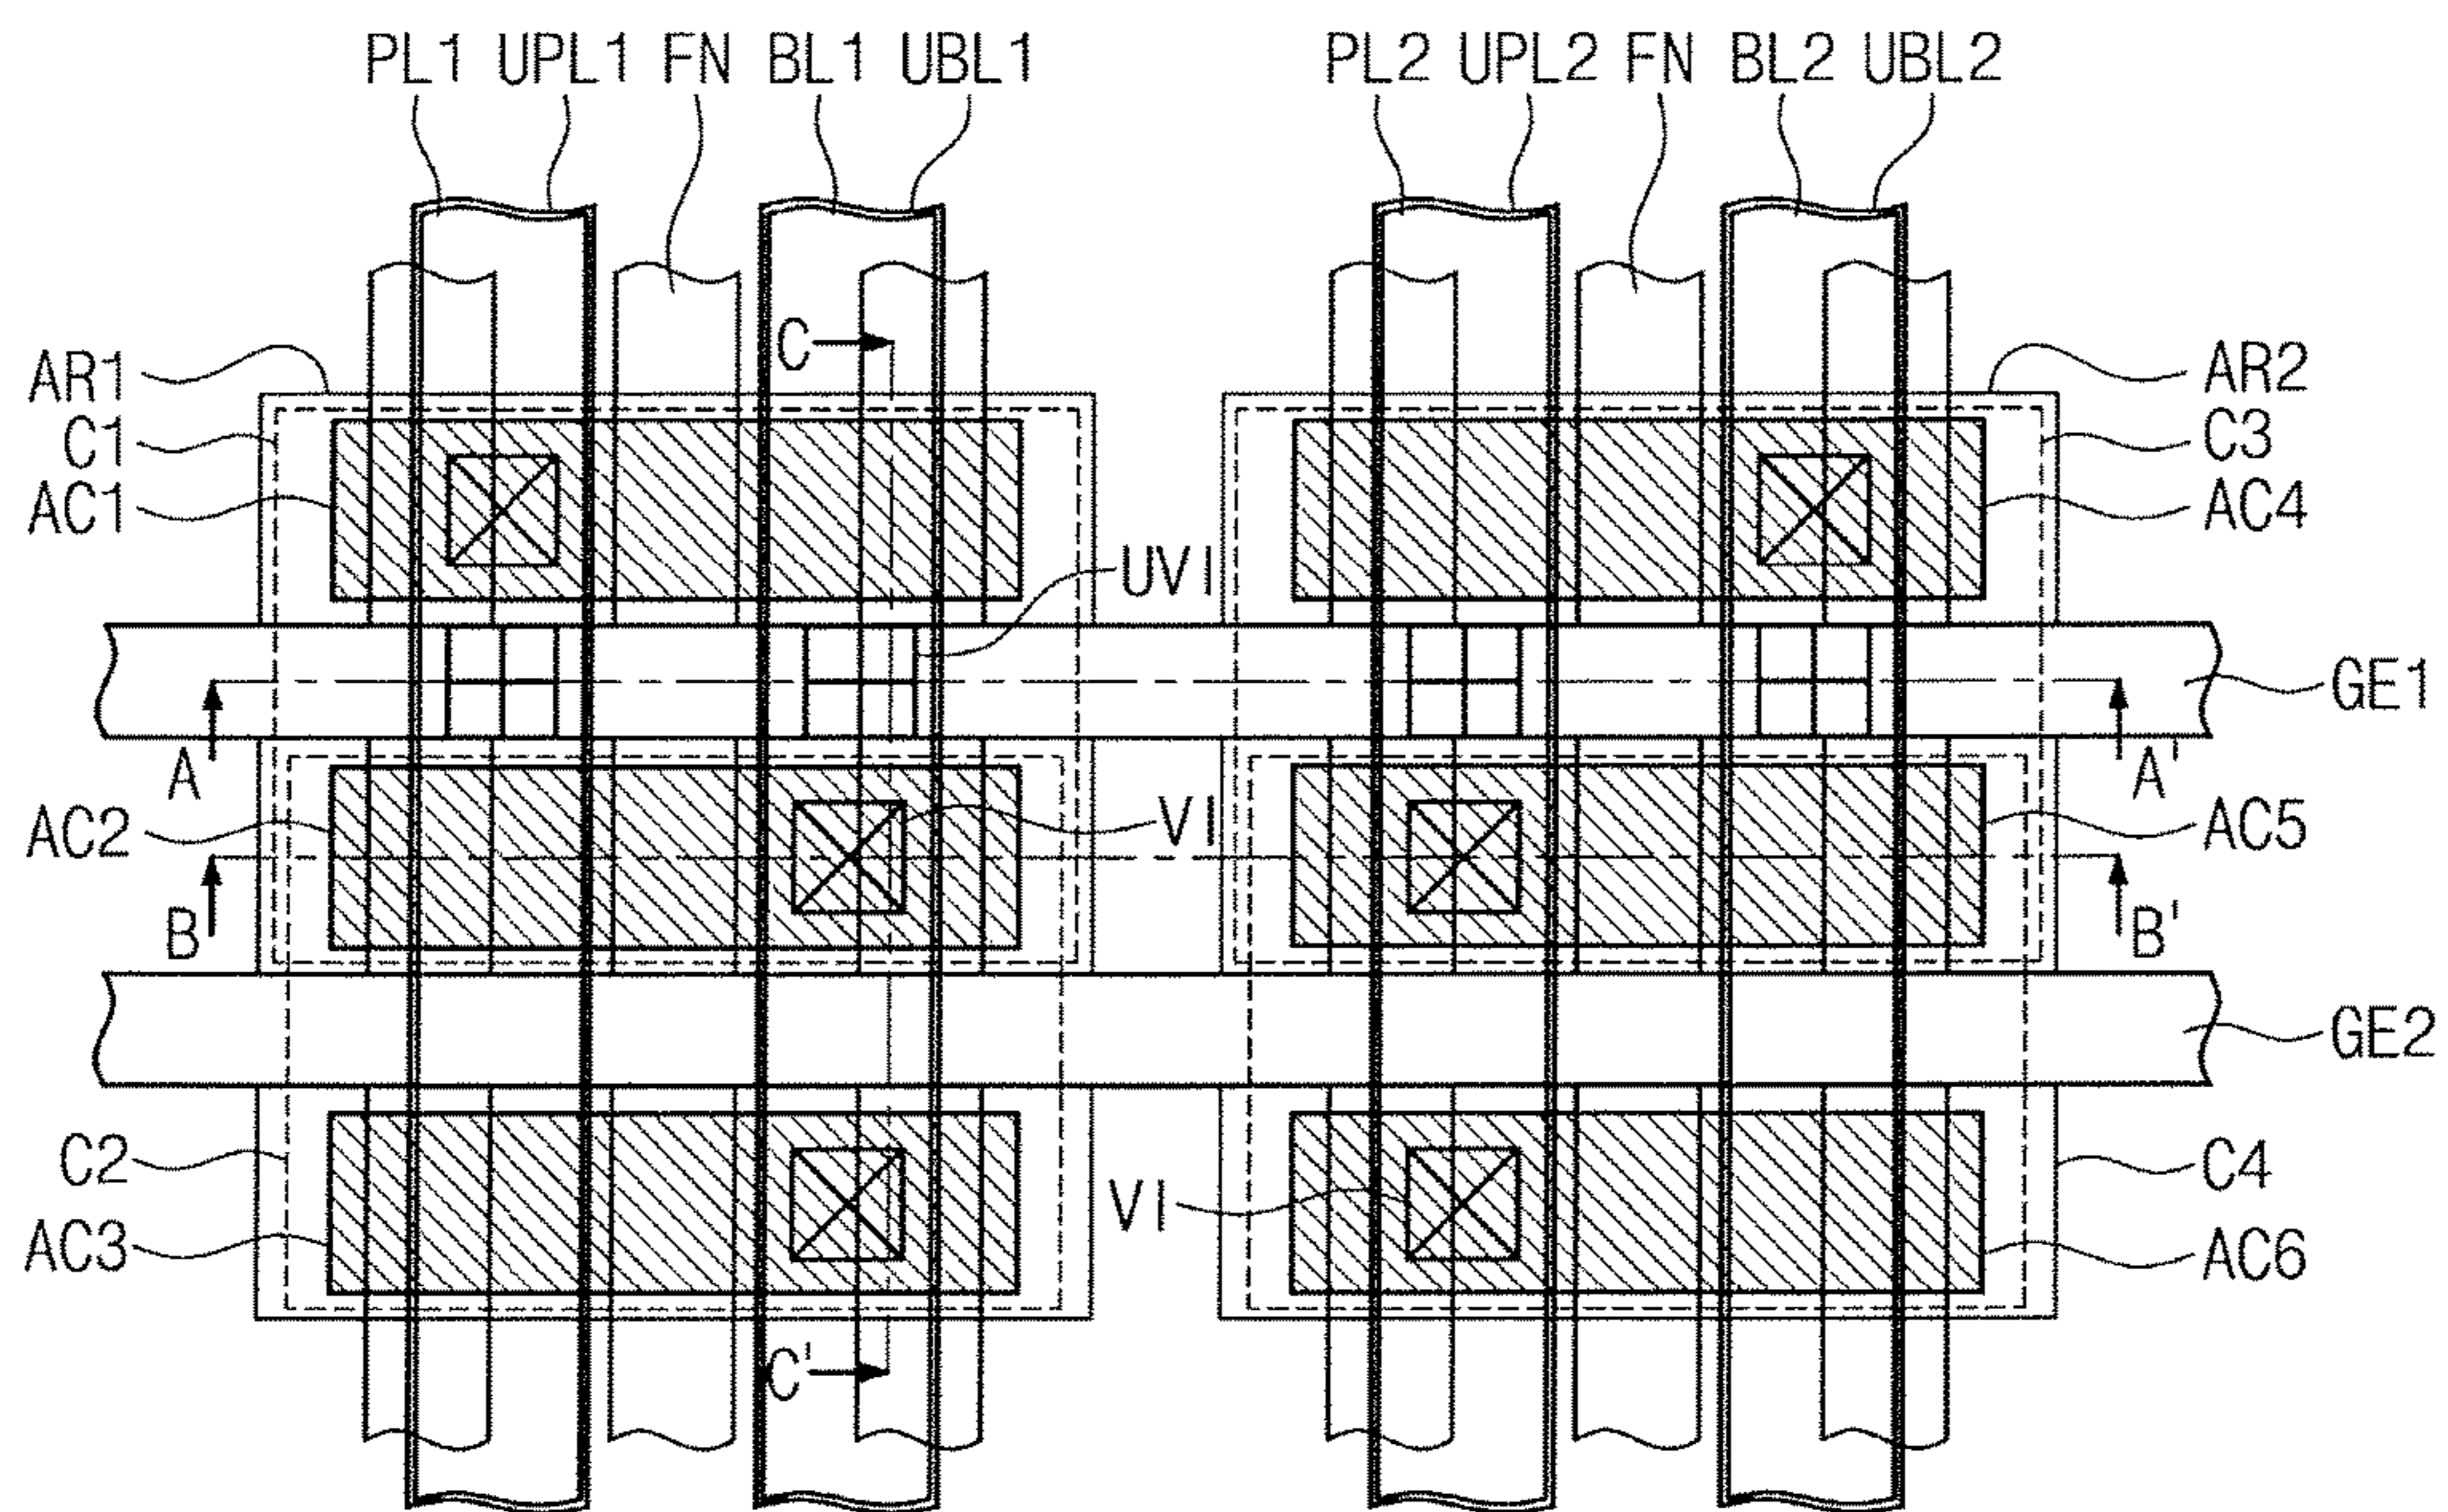 PL1 UPL1 FN BL1 UBL1 PL2 UPL2 FN BL2 UBL2
C
AR1 AR2
C1 C3
AC1 AC4
UVI
GE1
A A'
AC2 VI AC5
B B'
GE2
C2 VI C4
AC3 AC6
C'